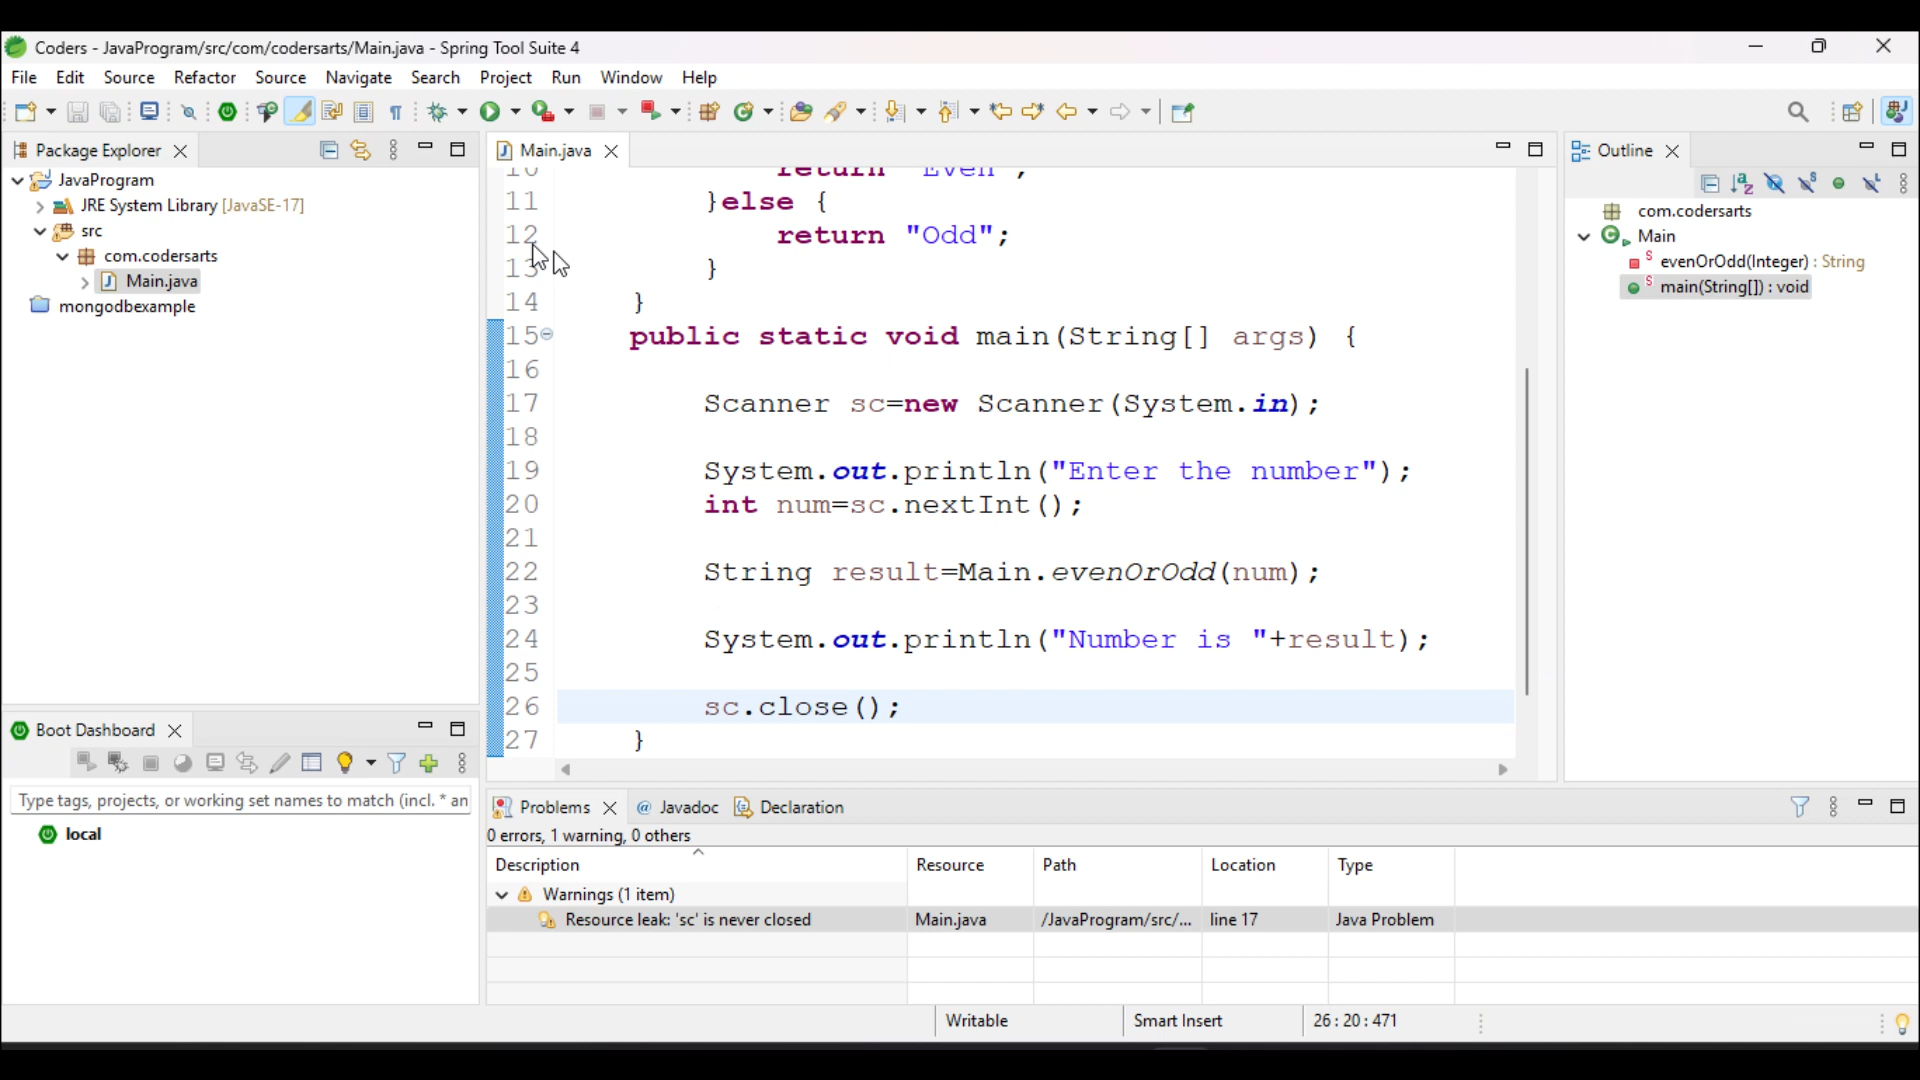 Coders - JavaProgram/src/com/codersarts/Main.java - Spring Tool Suite 4
File Edit Source Refactor Source Navigate Search Project Run Window Help
Package Explorer
JavaProgram
JRE System Library [JavaSE-17]
src
com.codersarts
Main.java
mongodbexample
Boot Dashboard
Type tags, projects, or working set names to match (incl. * an
local
Main.java
10 return "Even";
11 }else {
12 return "Odd";
13 }
14 }
15 public static void main(String[] args) {
16
17 Scanner sc=new Scanner(System.in);
18
19 System.out.println("Enter the number");
20 int num=sc.nextInt();
21
22 String result=Main.evenOrOdd(num);
23
24 System.out.println("Number is "+result);
25
26 sc.close();
27 }
Outline
com.codersarts
Main
evenOrOdd(Integer) : String
main(String[]) : void
Problems @ Javadoc Declaration
0 errors, 1 warning, 0 others
Description Resource Path Location Type
Warnings (1 item)
Resource leak: 'sc' is never closed Main.java /JavaProgram/src/... line 17 Java Problem
Writable Smart Insert 26 : 20 : 471